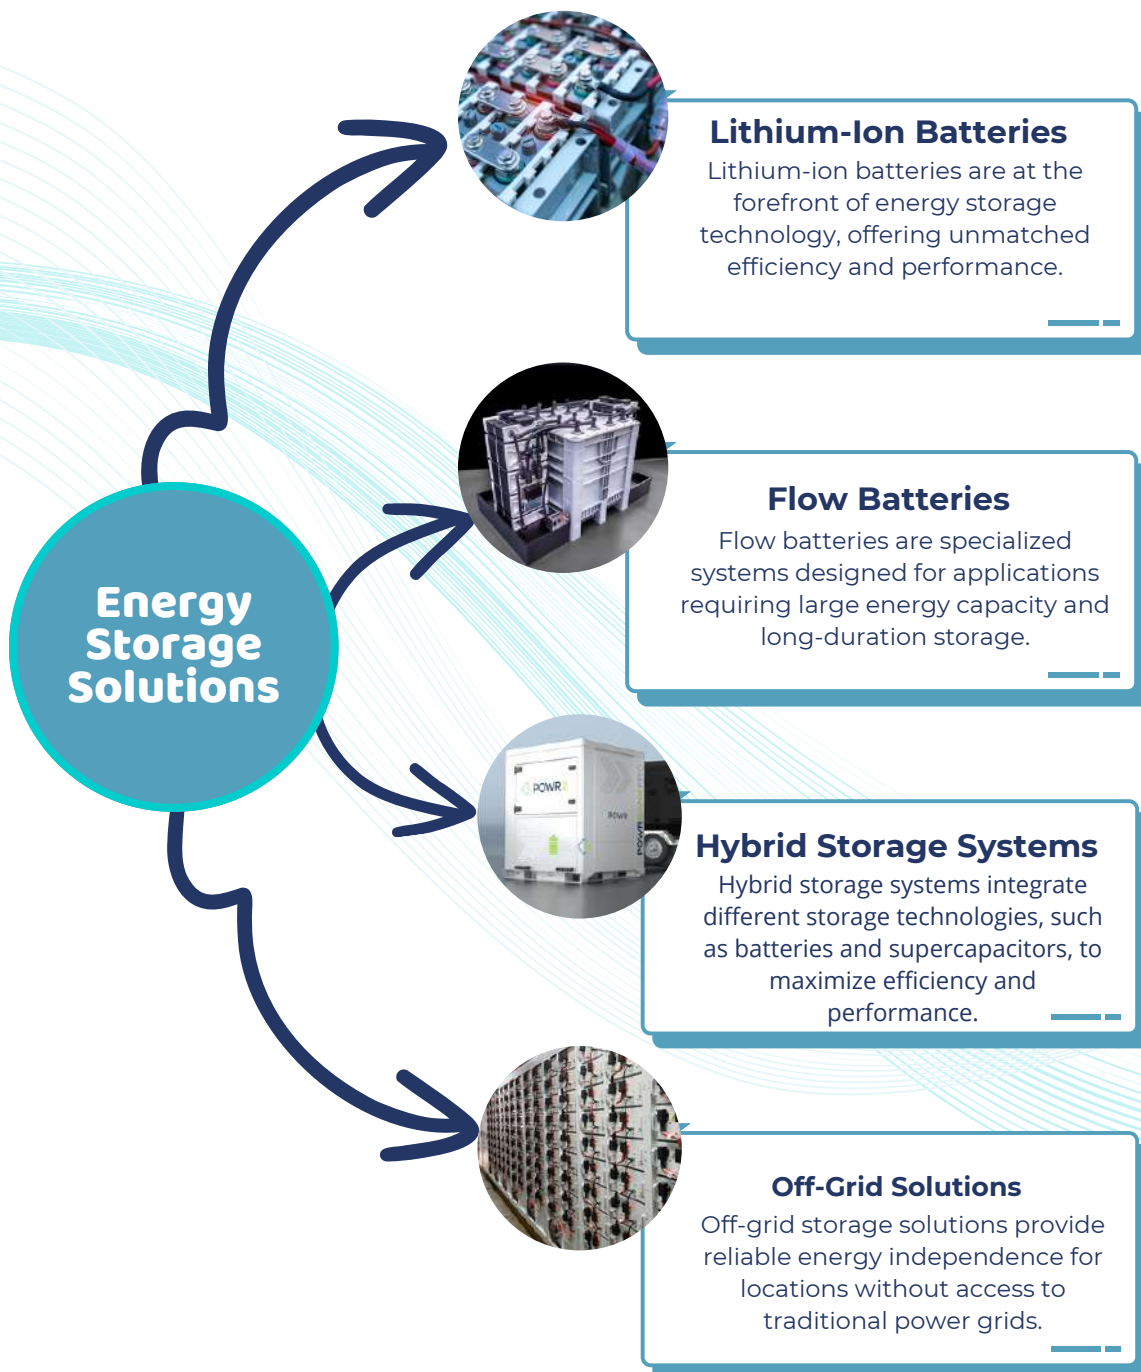 Lithium-Ion Batteries
Lithium-ion batteries are at the
forefront of energy storage
technology, offering unmatched
efficiency and performance.
Flow Batteries
Flow batteries are specialized
systems designed for applications
requiring large energy capacity and
long-duration storage.
Energy
Storage
Solutions
POWR2
POWR
POWR
Hybrid Storage Systems
Hybrid storage systems integrate
different storage technologies, such
as batteries and supercapacitors, to
maximize efficiency and
performance.
Off-Grid Solutions
Off-grid storage solutions provide
reliable energy independence for
locations without access to
traditional power grids.